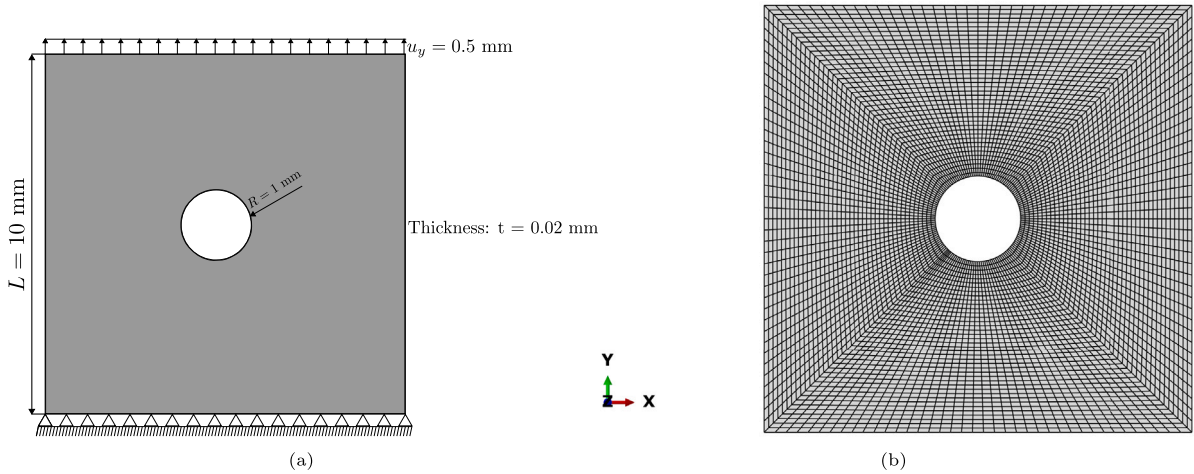 u_y = 0.5 mm
R = 1 mm
L = 10 mm
Thickness: t = 0.02 mm
Y
Z X
(a) (b)